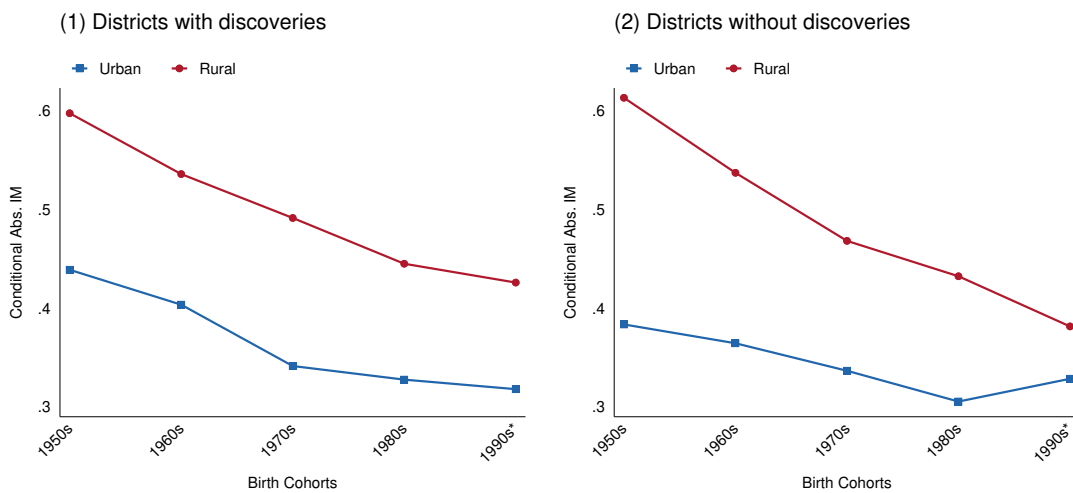 (1) Districts with discoveries
Urban Rural
Conditional Abs. IM
.6
.5
.4
.3
1950s 1960s 1970s 1980s 1990s*
Birth Cohorts
(2) Districts without discoveries
Urban Rural
Conditional Abs. IM
.6
.5
.4
.3
1950s 1960s 1970s 1980s 1990s*
Birth Cohorts